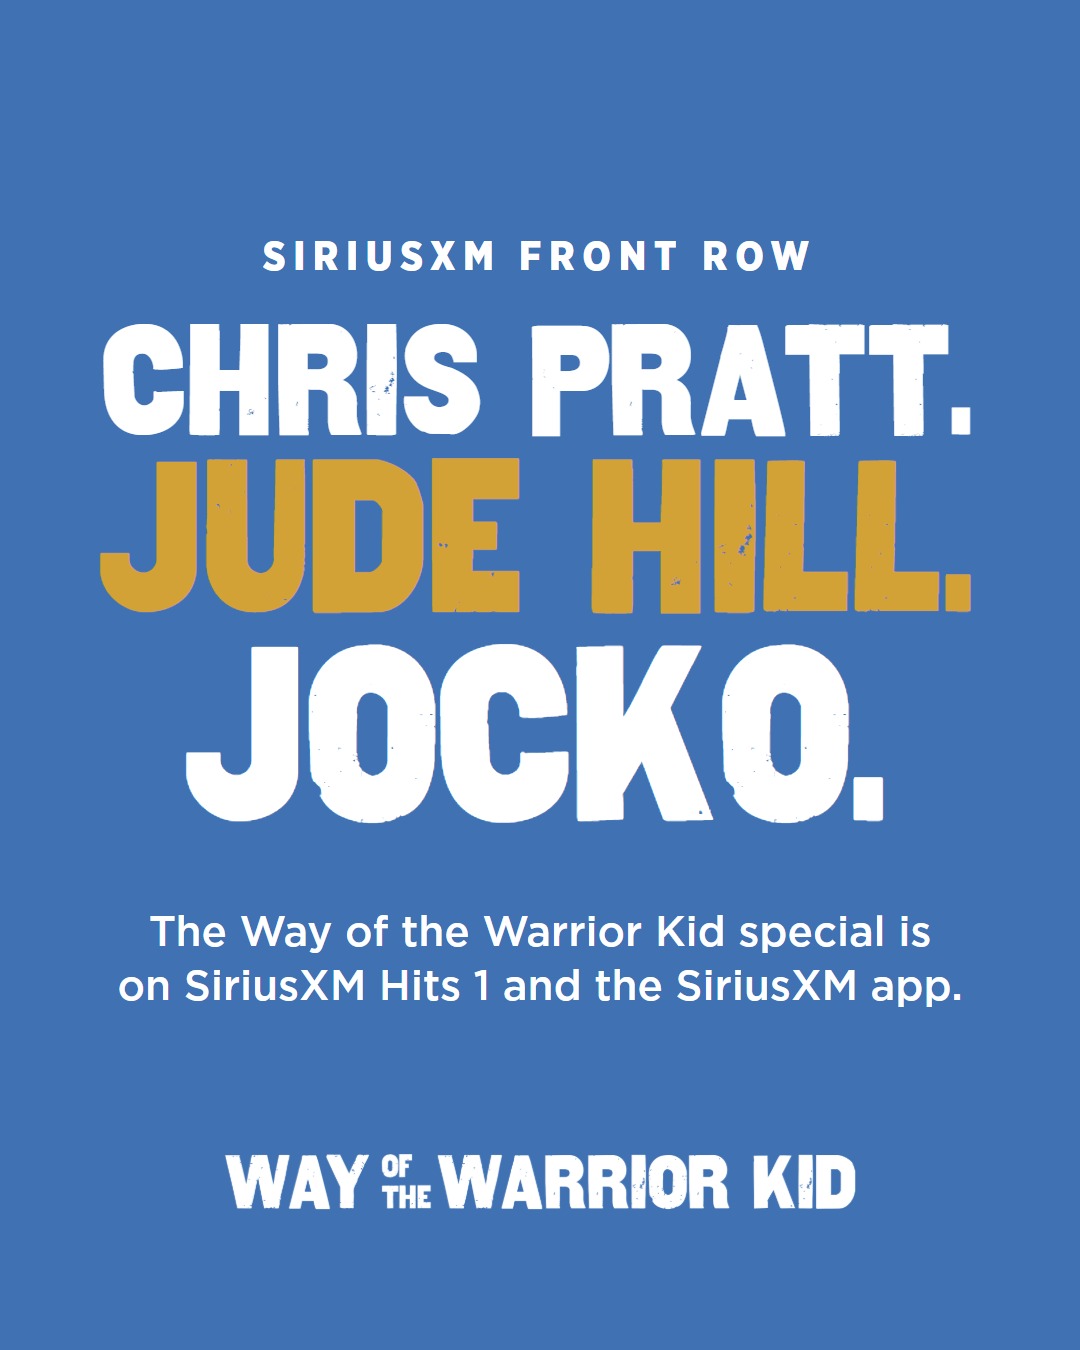 SIRIUSXM FRONT ROW
CHRIS PRATT.
JUDE HILL.
JOCKO.
The Way of the Warrior Kid special is
on SiriusXM Hits 1 and the SiriusXM app.
WAY OF THE WARRIOR KID